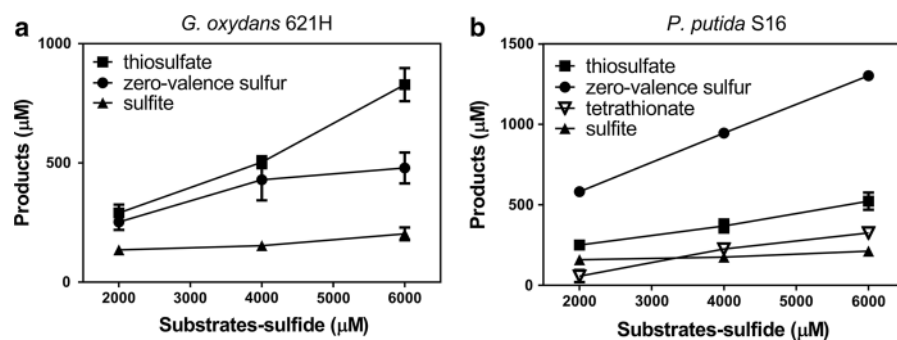 a
G. oxydans 621H
1000
thiosulfate
zero-valence sulfur
sulfite
500
0
Products (μM)
2000 3000 4000 5000 6000
Substrates-sulfide (μM)
b
P. putida S16
1500
thiosulfate
zero-valence sulfur
tetrathionate
sulfite
1000
500
0
Products (μM)
2000 3000 4000 5000 6000
Substrates-sulfide (μM)